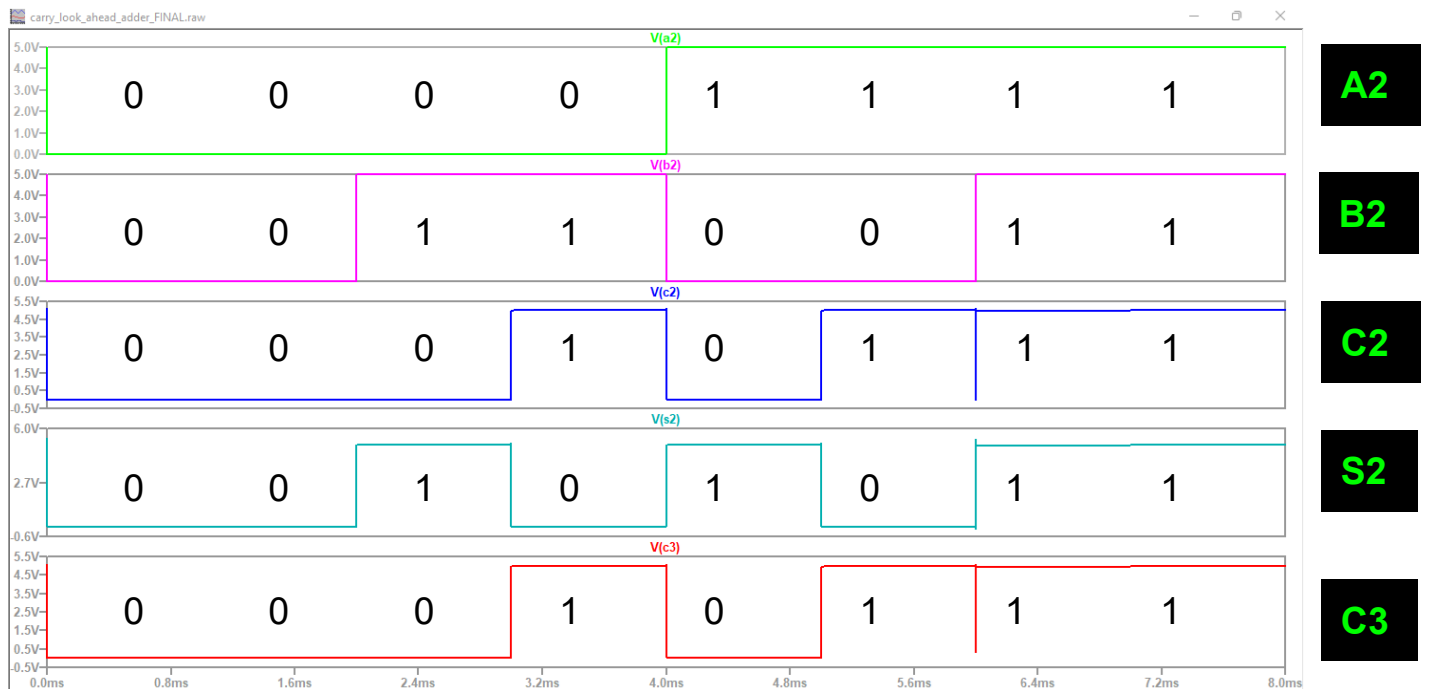 carry_look_ahead_adder_FINAL.raw
V(a2)
5.0V
4.0V
3.0V
2.0V
1.0V
0.0V
0 0 0 0 1 1 1 1
A2
V(b2)
5.0V
4.0V
3.0V
2.0V
1.0V
0.0V
0 0 1 1 0 0 1 1
B2
V(c2)
5.5V
4.5V
3.5V
2.5V
1.5V
0.5V
-0.5V
0 0 0 1 0 1 1 1
C2
V(s2)
6.0V
2.7V
-0.6V
0 0 1 0 1 0 1 1
S2
V(c3)
5.5V
4.5V
3.5V
2.5V
1.5V
0.5V
-0.5V
0 0 0 1 0 1 1 1
C3
0.0ms 0.8ms 1.6ms 2.4ms 3.2ms 4.0ms 4.8ms 5.6ms 6.4ms 7.2ms 8.0ms